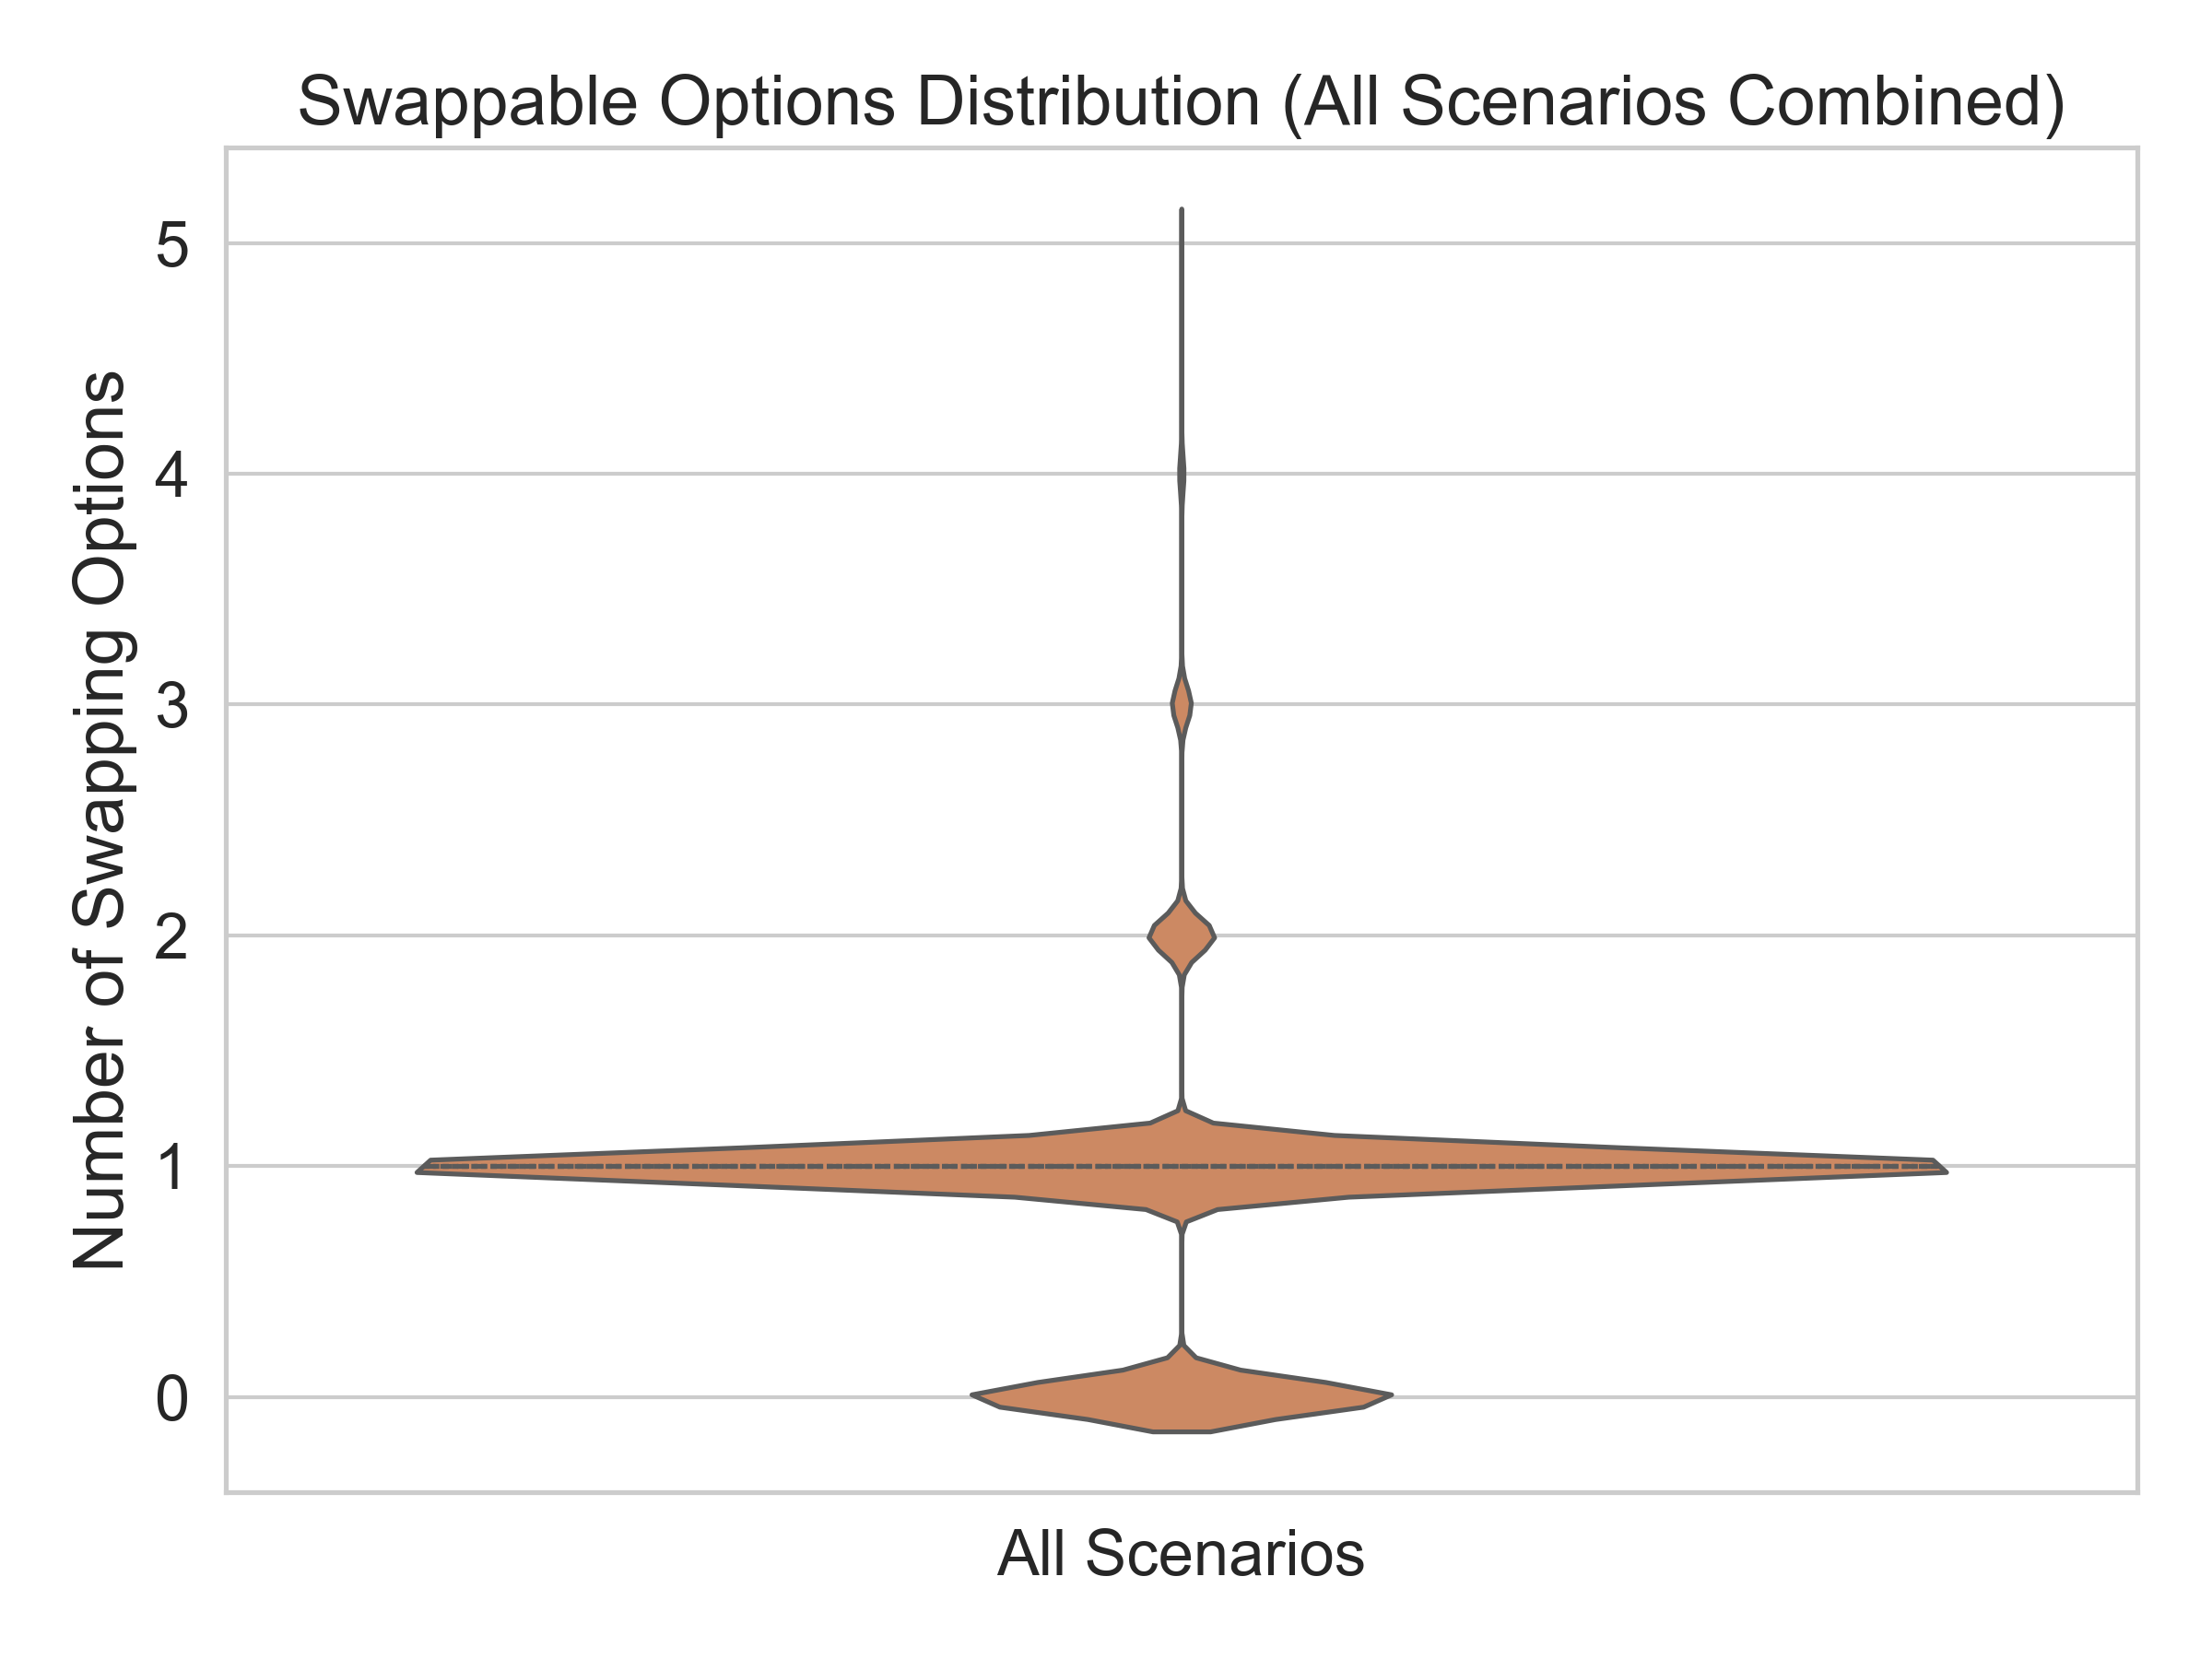 Swappable Options Distribution (All Scenarios Combined)
Number of Swapping Options
5
4
3
2
1
0
All Scenarios